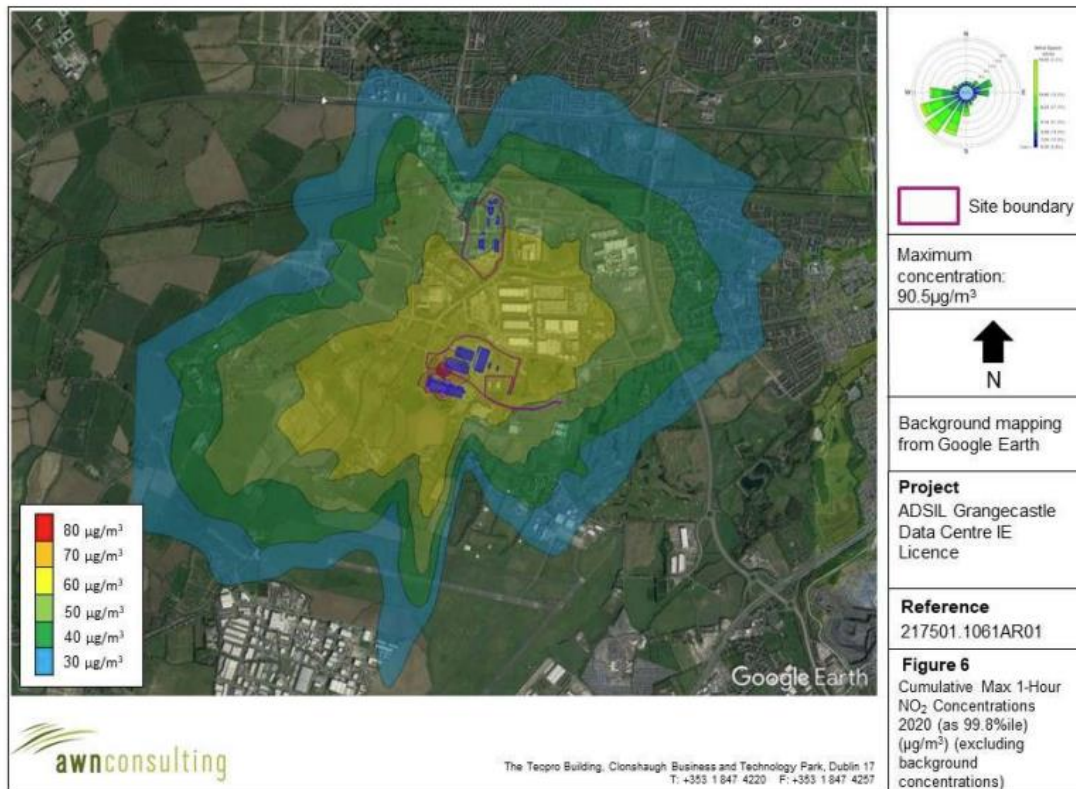 N
W
E
S
Site boundary
Maximum
concentration:
90.5µg/m³
N
Background mapping
from Google Earth
Project
ADSIL Grangecastle
Data Centre IE
Licence
Reference
217501.1061AR01
Figure 6
Cumulative Max 1-Hour
NO₂ Concentrations
2020 (as 99.8%ile)
(µg/m³) (excluding
background
concentrations)
80 µg/m³
70 µg/m³
60 µg/m³
50 µg/m³
40 µg/m³
30 µg/m³
Google Earth
awnconsulting
The Tecpro Building, Clonshaugh Business and Technology Park, Dublin 17
T: +353 1 847 4220 F: +353 1 847 4257